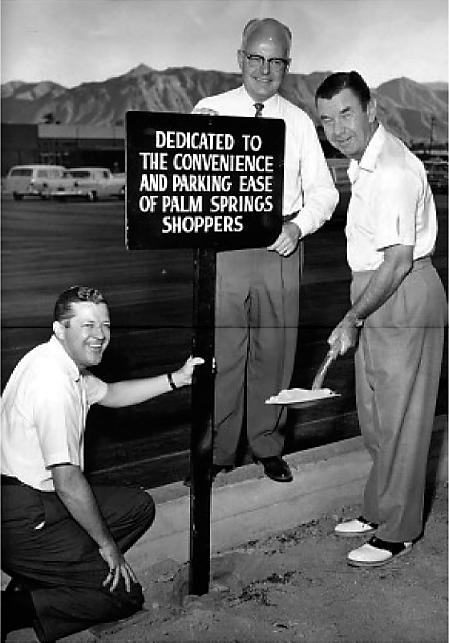 DEDICATED TO
THE CONVENIENCE
AND PARKING EASE
OF PALM SPRINGS
SHOPPERS